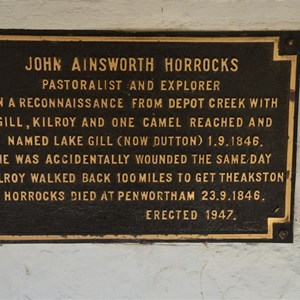 JOHN AINSWORTH HORROCKS
PASTORALIST AND EXPLORER
N A RECONNAISSANCE FROM DEPOT CREEK WITH
GILL, KILROY AND ONE CAMEL REACHED AND
NAMED LAKE GILL (NOW DUTTON) 1.9.1846.
HE WAS ACCIDENTALLY WOUNDED THE SAME DAY
LROY WALKED BACK 100 MILES TO GET THEAKSTON
HORROCKS DIED AT PENWORTHAM 23.9.1846.
ERECTED 1947.